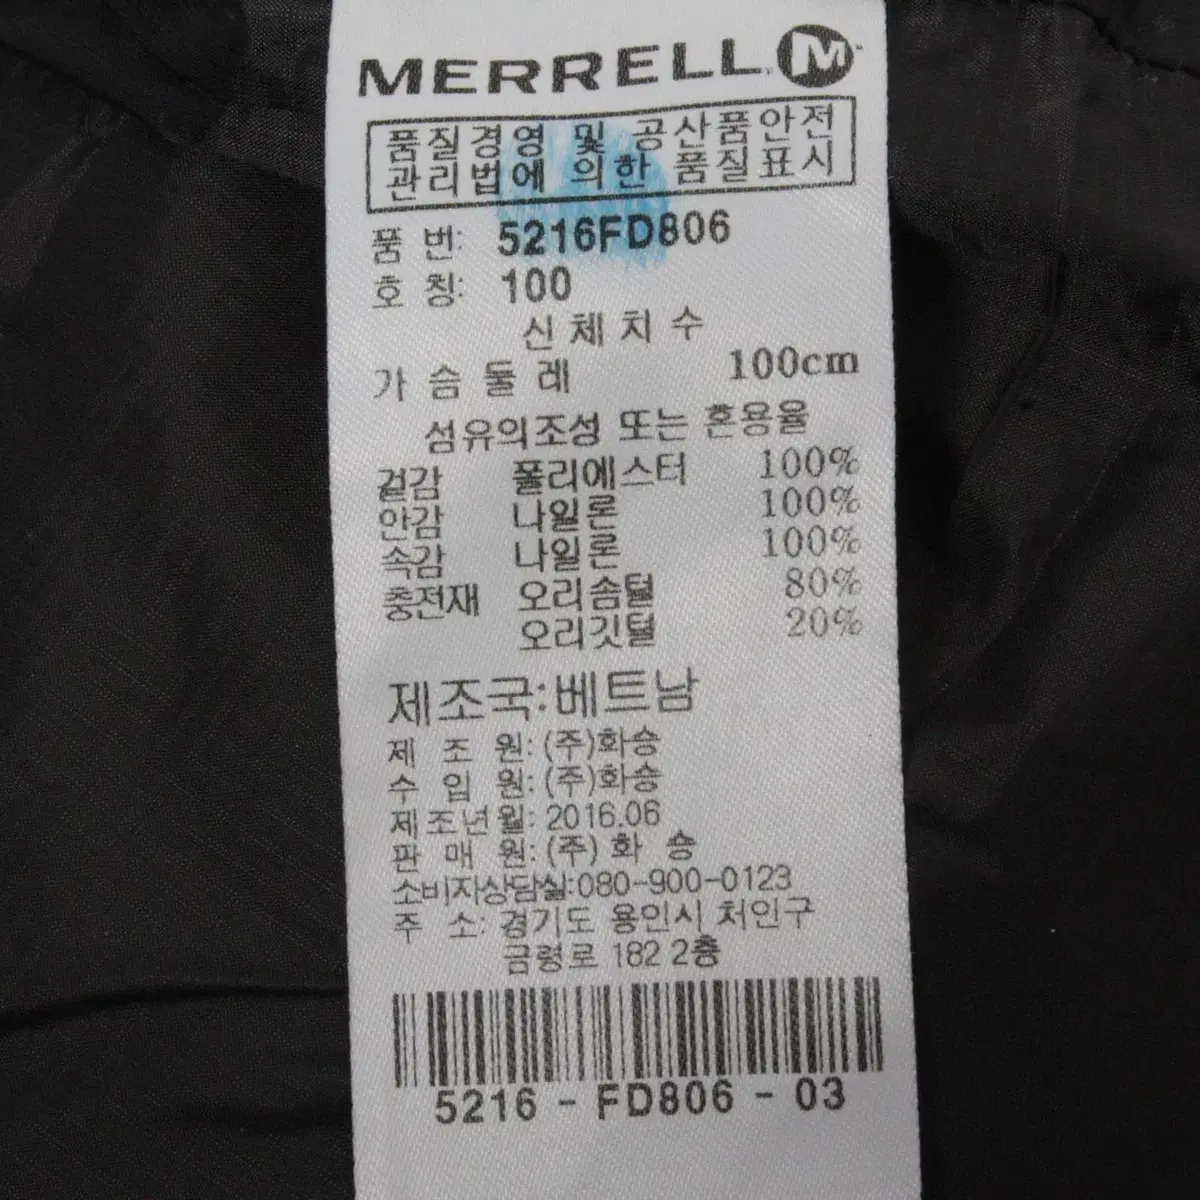 MERRELL M
품질경영 및 공산품안전
관리법에 의한 품질표시
품 번: 5216FD806
호 칭: 100
신 체 치 수
가 슴 둘 레 100cm
섬유의조성 또는 혼용율
겉감 폴리에스터 100%
안감 나일론 100%
속감 나일론 100%
충전재 오리솜털 80%
오리깃털 20%
제조국:베트남
제 조 원: (주)화승
수 입 원: (주)화승
제조년월: 2016.06
판 매 원: (주) 화 승
소비자상담실:080-900-0123
주 소: 경기도 용인시 처인구
금령로 182 2층
5216 - FD806 - 03